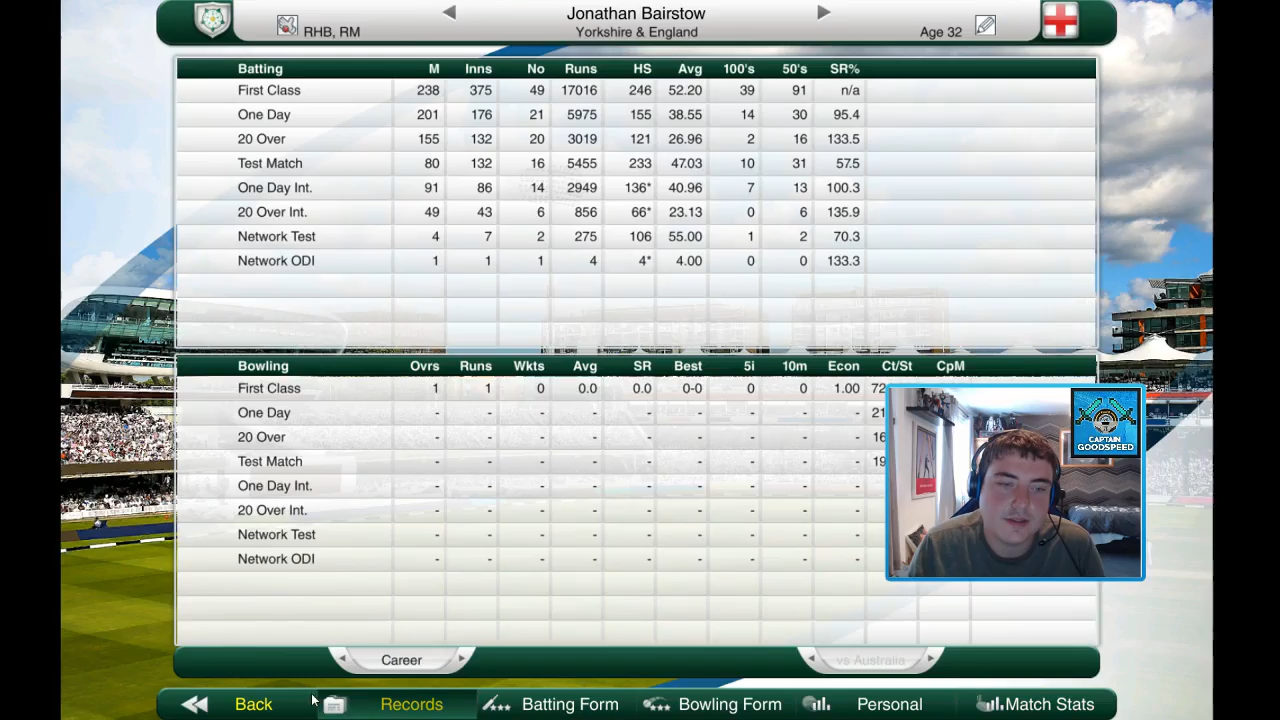 Jonathan Bairstow
RHB, RM
Yorkshire & England
Age 32
Batting M Inns No Runs HS Avg 100's 50's SR%
First Class 238 375 49 17016 246 52.20 39 91 n/a
One Day 201 176 21 5975 155 38.55 14 30 95.4
20 Over 155 132 20 3019 121 26.96 2 16 133.5
Test Match 80 132 16 5455 233 47.03 10 31 57.5
One Day Int. 91 86 14 2949 136* 40.96 7 13 100.3
20 Over Int. 49 43 6 856 66* 23.13 0 6 135.9
Network Test 4 7 2 275 106 55.00 1 2 70.3
Network ODI 1 1 1 4 4* 4.00 0 0 133.3
Bowling Ovrs Runs Wkts Avg SR Best 5i 10m Econ Ct/St CpM
First Class 1 1 0 0.0 0.0 0-0 0 0 1.00 72
One Day - - - - - - - - - 21
20 Over - - - - - - - - - 16
Test Match - - - - - - - - - 19
One Day Int. - - - - - - - - -
20 Over Int. - - - - - - - - -
Network Test - - - - - - - - -
Network ODI - - - - - - - - -
CAPTAIN
GOODSPEED
Career
vs Australia
Back Records Batting Form Bowling Form Personal Match Stats